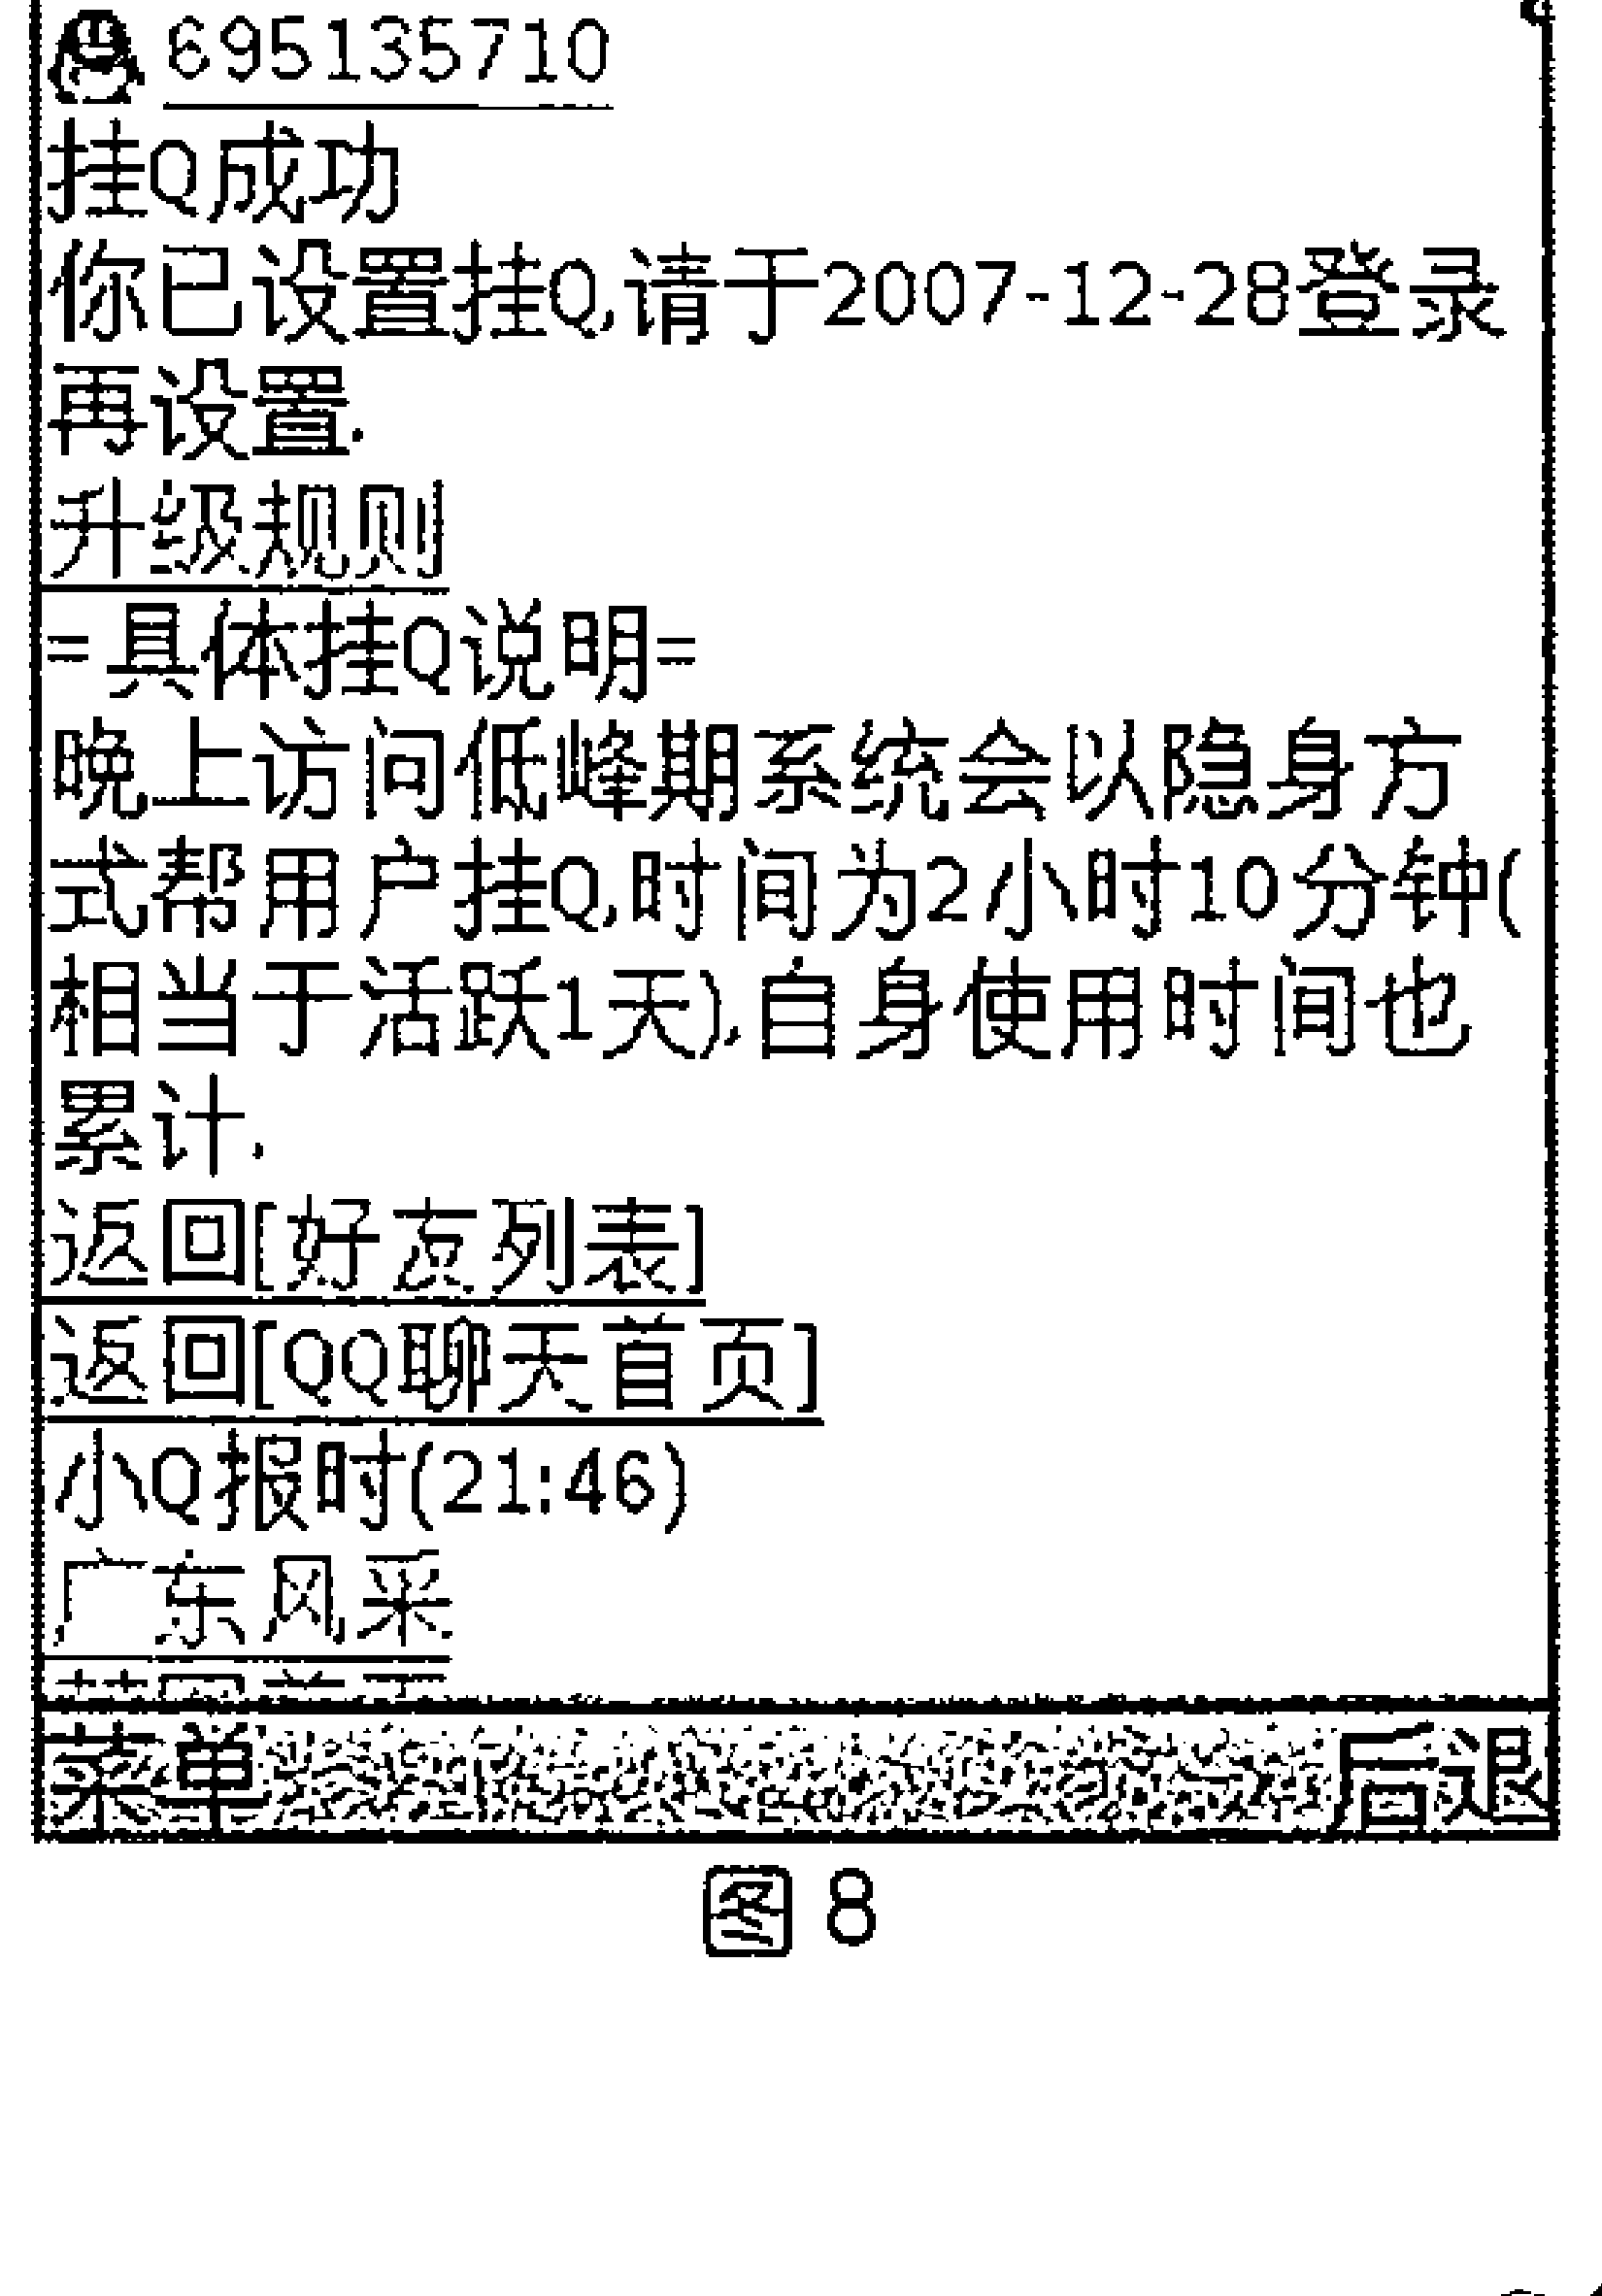 695135710
挂Q成功
你已设置挂Q,请于2007-12-28登录
再设置.
升级规则
=具体挂Q说明=
晚上访问低峰期系统会以隐身方
式帮用户挂Q,时间为2小时10分钟(
相当于活跃1天),自身使用时间也
累计.
返回[好友列表]
返回[QQ聊天首页]
小Q报时(21:46)
广东风采
菜单 后退
图 8